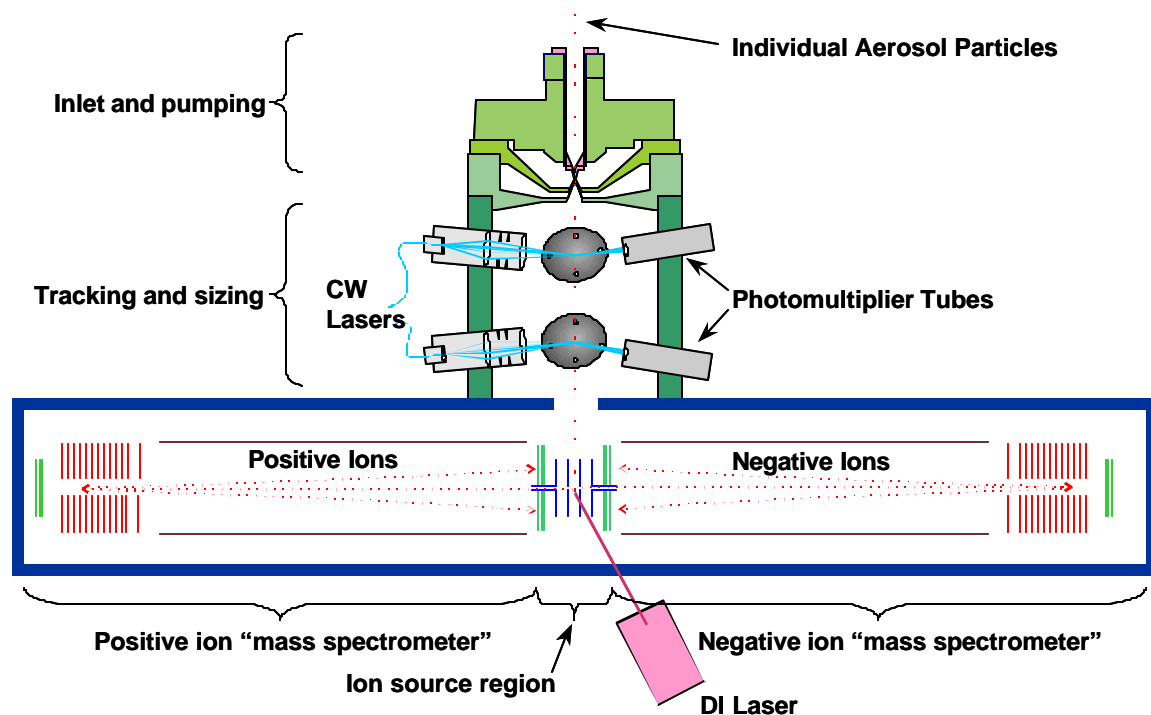 Individual Aerosol Particles
Inlet and pumping
Tracking and sizing
CW
Lasers
Photomultiplier Tubes
Positive Ions
Negative Ions
Positive ion “mass spectrometer”
Negative ion “mass spectrometer”
Ion source region
DI Laser